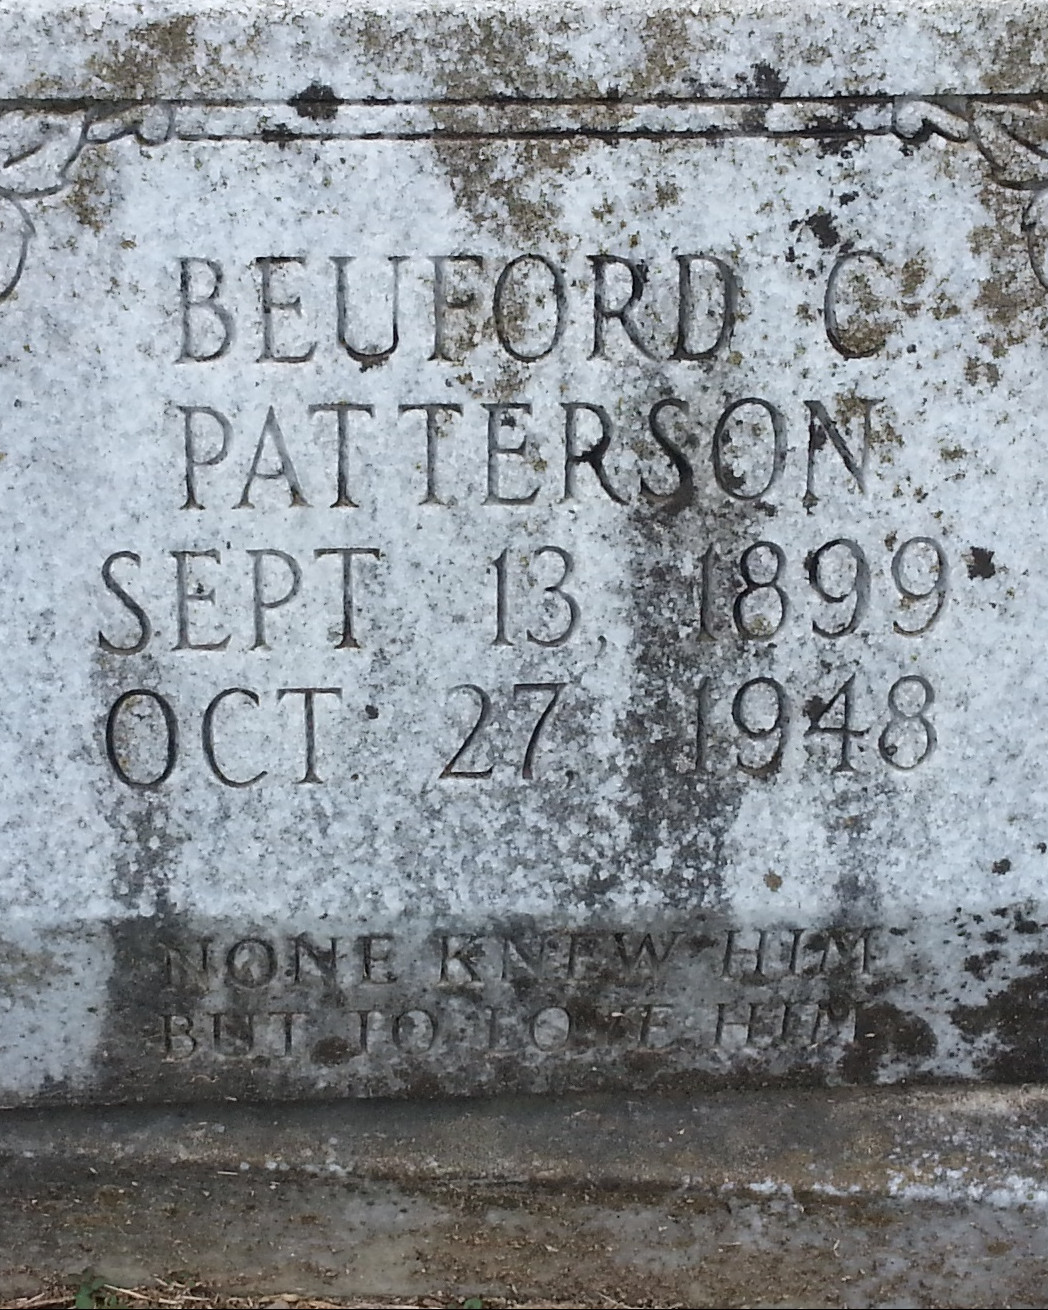 BEUFORD C
PATTERSON
SEPT 13, 1899
OCT 27, 1948
NONE KNEW HIM
BUT TO LOVE HIM